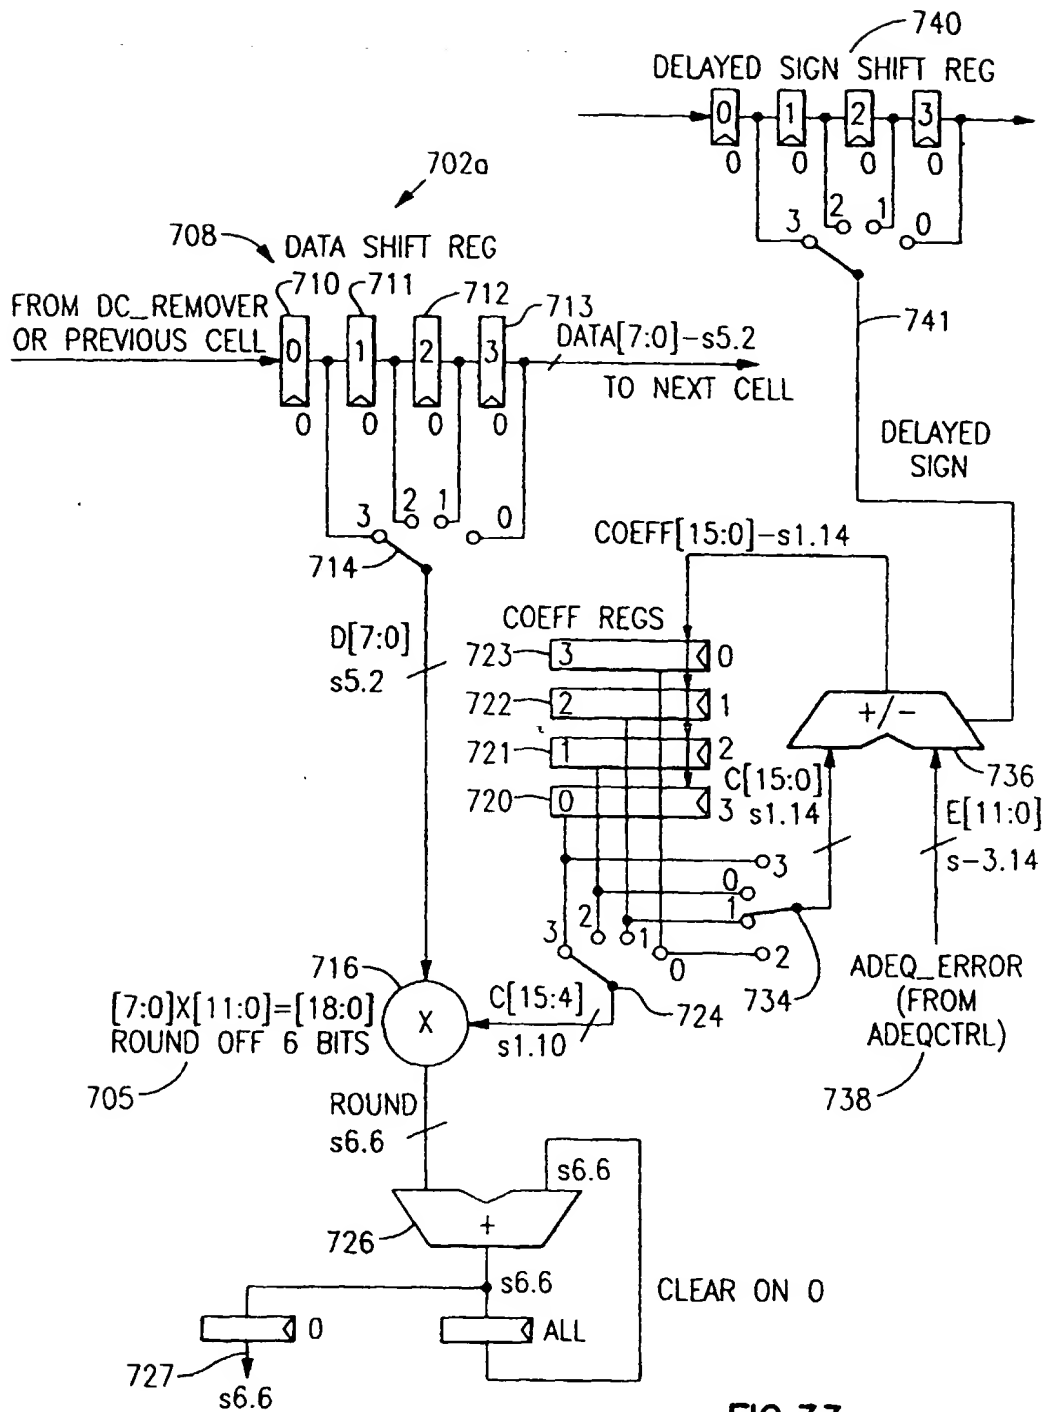 740
DELAYED SIGN SHIFT REG
0 1 2 3
0 0 0 0
3 2 1 0
741
DELAYED
SIGN
702a
708
DATA SHIFT REG
710 711 712 713
FROM DC_REMOVER
OR PREVIOUS CELL
0 1 2 3
DATA[7:0]-s5.2
TO NEXT CELL
0 0 0 0
3 2 1 0
714
D[7:0]
s5.2
COEFF[15:0]-s1.14
COEFF REGS
723 3 0
722 2 1
721 1 2
720 0 3
C[15:0]
s1.14
+/-
736
E[11:0]
s-3.14
3
0
1
2
3 2 1 0
724
734
ADEQ_ERROR
(FROM
ADEQCTRL)
738
716
[7:0]X[11:0]=[18:0]
ROUND OFF 6 BITS
705
X
C[15:4]
s1.10
ROUND
s6.6
s6.6
726
+
s6.6
CLEAR ON 0
0
ALL
727
s6.6